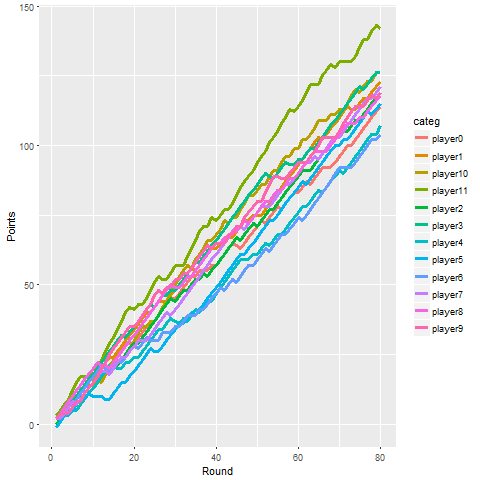 150
100
50
0
Points
0
20
40
60
80
Round
categ
player0
player1
player10
player11
player2
player3
player4
player5
player6
player7
player8
player9